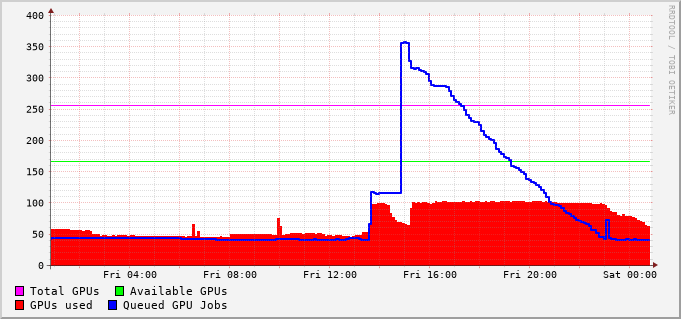 400
350
300
250
200
150
100
50
0
Fri 04:00 Fri 08:00 Fri 12:00 Fri 16:00 Fri 20:00 Sat 00:00
Total GPUs Available GPUs
GPUs used Queued GPU Jobs
RRDTOOL / TOBI OETIKER